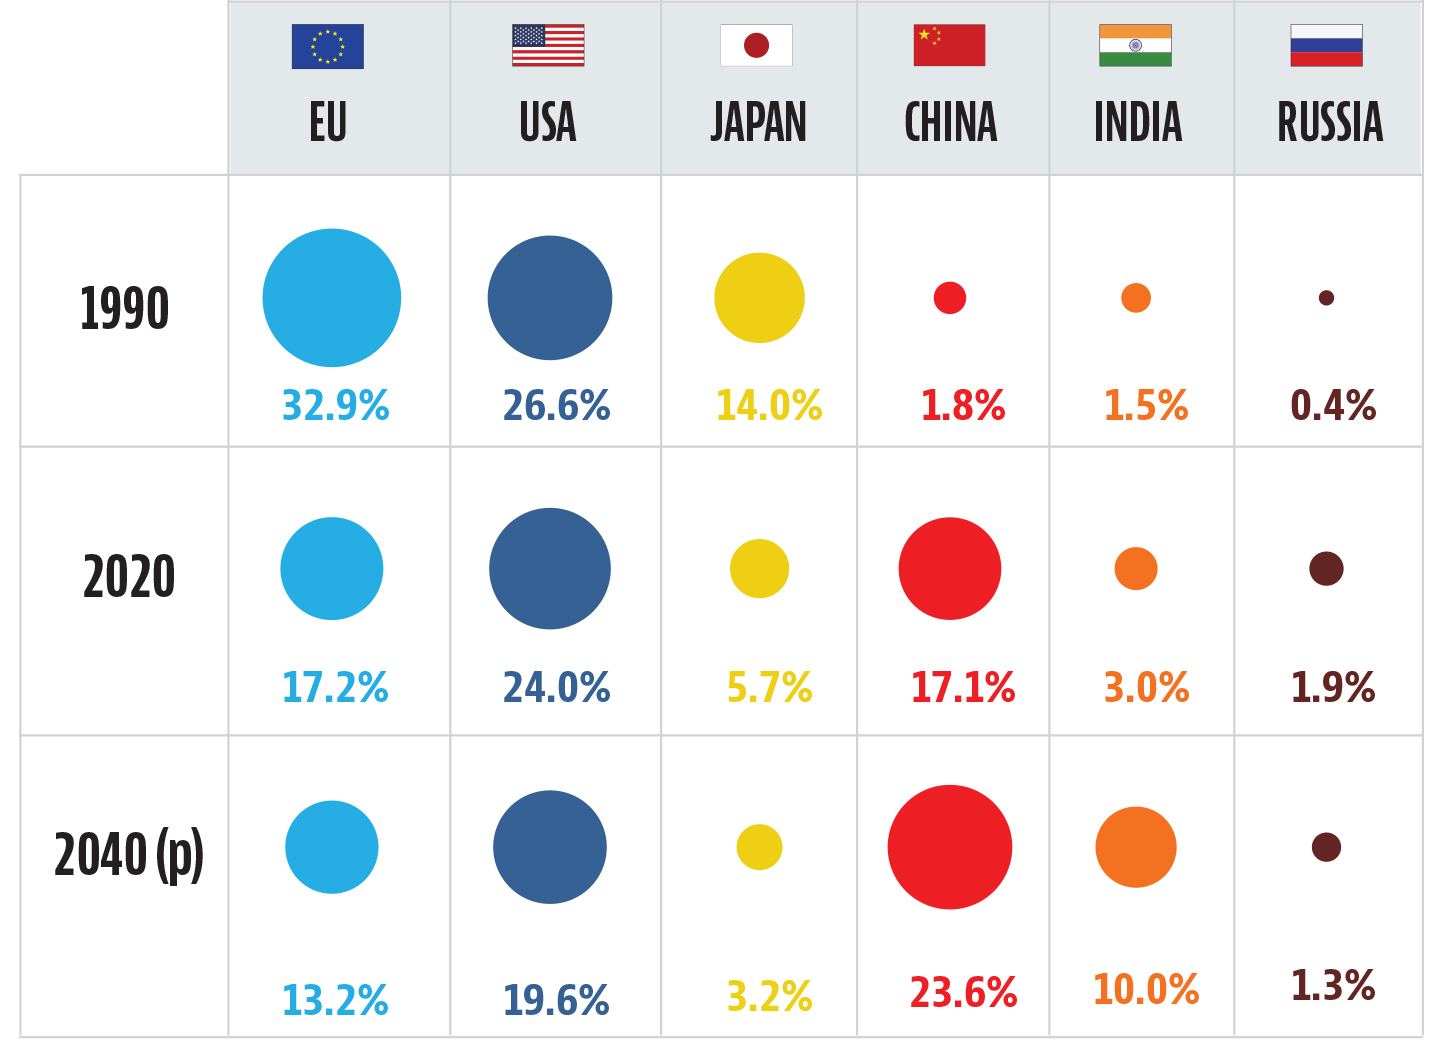 EU USA JAPAN CHINA INDIA RUSSIA
1990
32.9% 26.6% 14.0% 1.8% 1.5% 0.4%
2020
17.2% 24.0% 5.7% 17.1% 3.0% 1.9%
2040 (p)
13.2% 19.6% 3.2% 23.6% 10.0% 1.3%